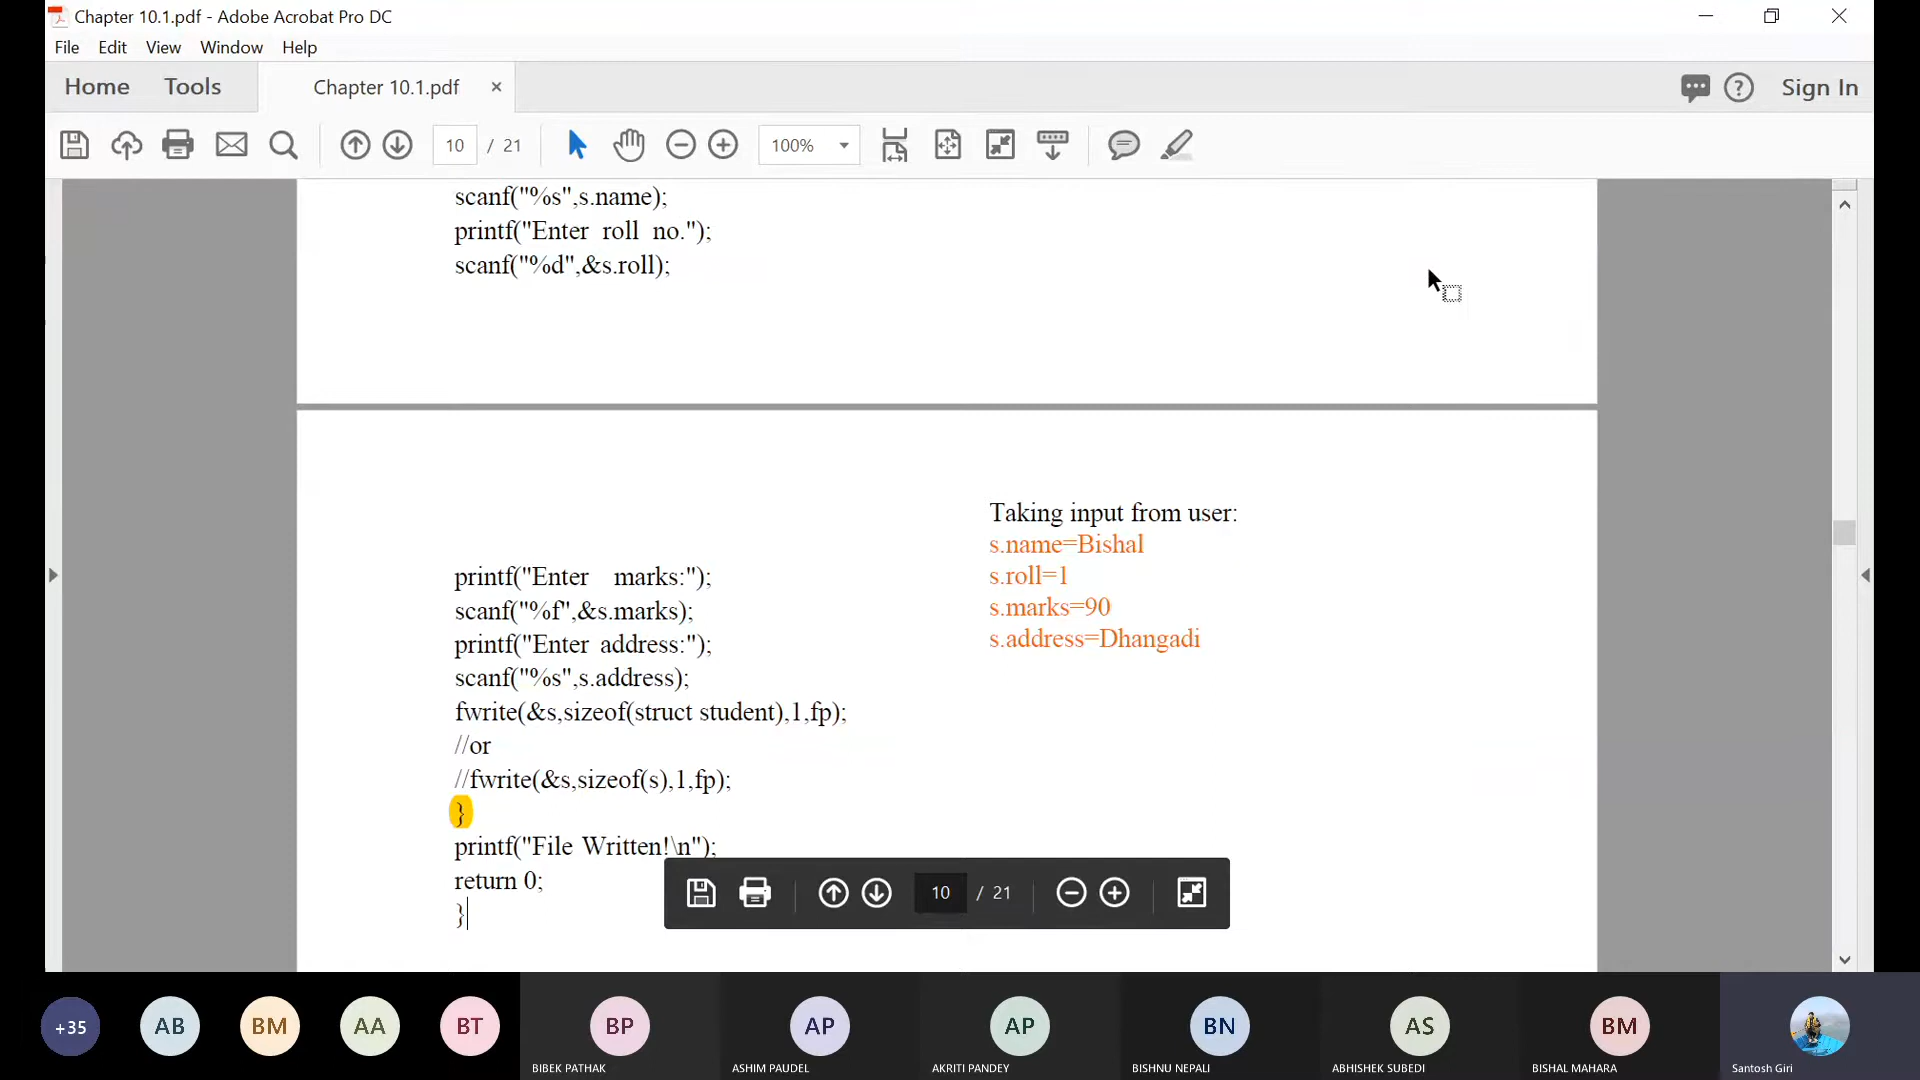 Chapter 10.1.pdf - Adobe Acrobat Pro DC
File Edit View Window Help
Home Tools Chapter 10.1.pdf × Sign In
10 / 21 100%
scanf("%s",s.name);
printf("Enter roll no.");
scanf("%d",&s.roll);
Taking input from user:
s.name=Bishal
s.roll=1
s.marks=90
s.address=Dhangadi
printf("Enter marks:");
scanf("%f",&s.marks);
printf("Enter address:");
scanf("%s",s.address);
fwrite(&s,sizeof(struct student),1,fp);
//or
//fwrite(&s,sizeof(s),1,fp);
}
printf("File Written!\n");
return 0;
}
10 / 21
+35 AB BM AA BT BP AP AP BN AS BM
BIBEK PATHAK ASHIM PAUDEL AKRITI PANDEY BISHNU NEPALI ABHISHEK SUBEDI BISHAL MAHARA Santosh Giri